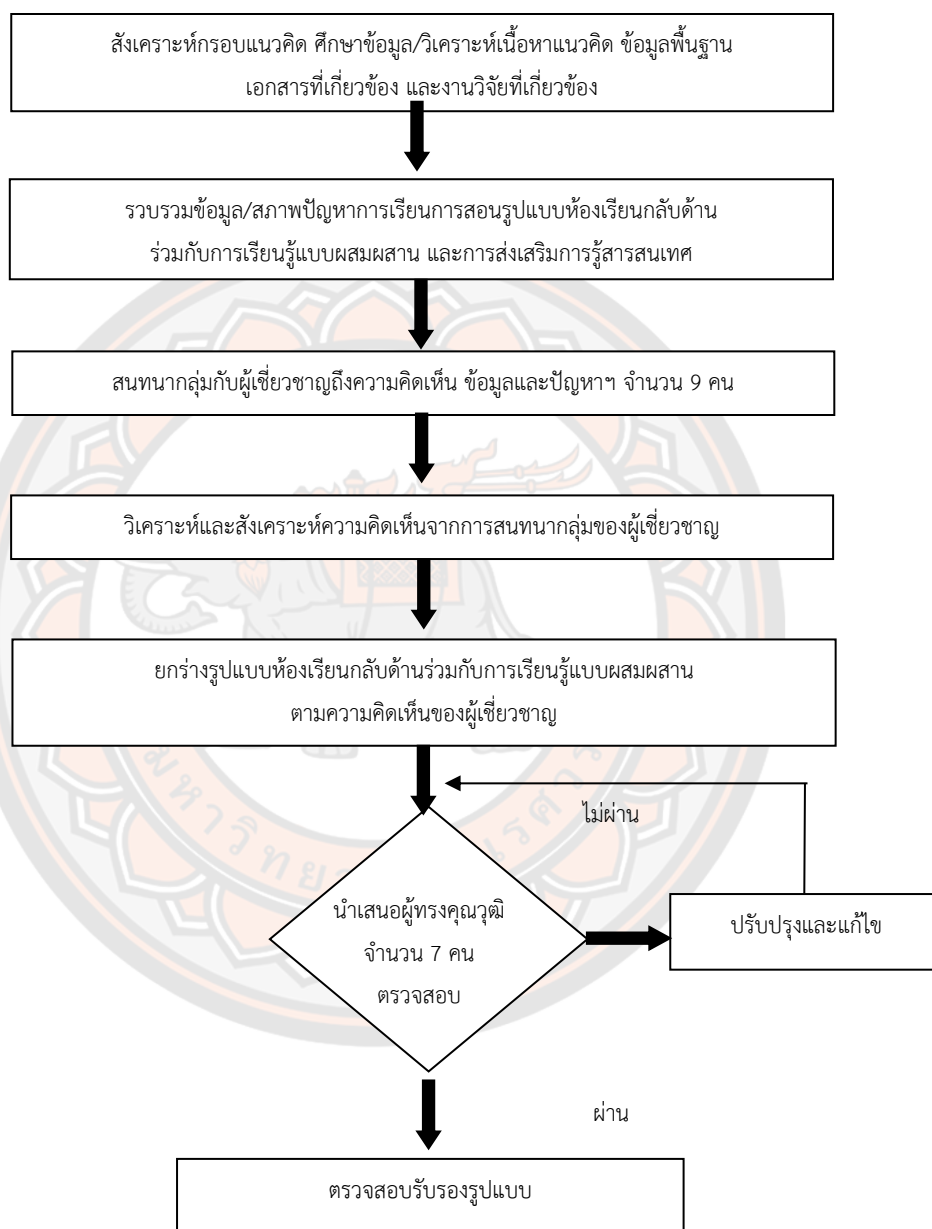 สังเคราะห์กรอบแนวคิด ศึกษาข้อมูล/วิเคราะห์เนื้อหาแนวคิด ข้อมูลพื้นฐาน
เอกสารที่เกี่ยวข้อง และงานวิจัยที่เกี่ยวข้อง
รวบรวมข้อมูล/สภาพปัญหาการเรียนการสอนรูปแบบห้องเรียนกลับด้าน
ร่วมกับการเรียนรู้แบบผสมผสาน และการส่งเสริมการรู้สารสนเทศ
สนทนากลุ่มกับผู้เชี่ยวชาญถึงความคิดเห็น ข้อมูลและปัญหาฯ จำนวน 9 คน
วิเคราะห์และสังเคราะห์ความคิดเห็นจากการสนทนากลุ่มของผู้เชี่ยวชาญ
ยกร่างรูปแบบห้องเรียนกลับด้านร่วมกับการเรียนรู้แบบผสมผสาน
ตามความคิดเห็นของผู้เชี่ยวชาญ
ไม่ผ่าน
นำเสนอผู้ทรงคุณวุฒิ
จำนวน 7 คน
ตรวจสอบ
ปรับปรุงและแก้ไข
ผ่าน
ตรวจสอบรับรองรูปแบบ